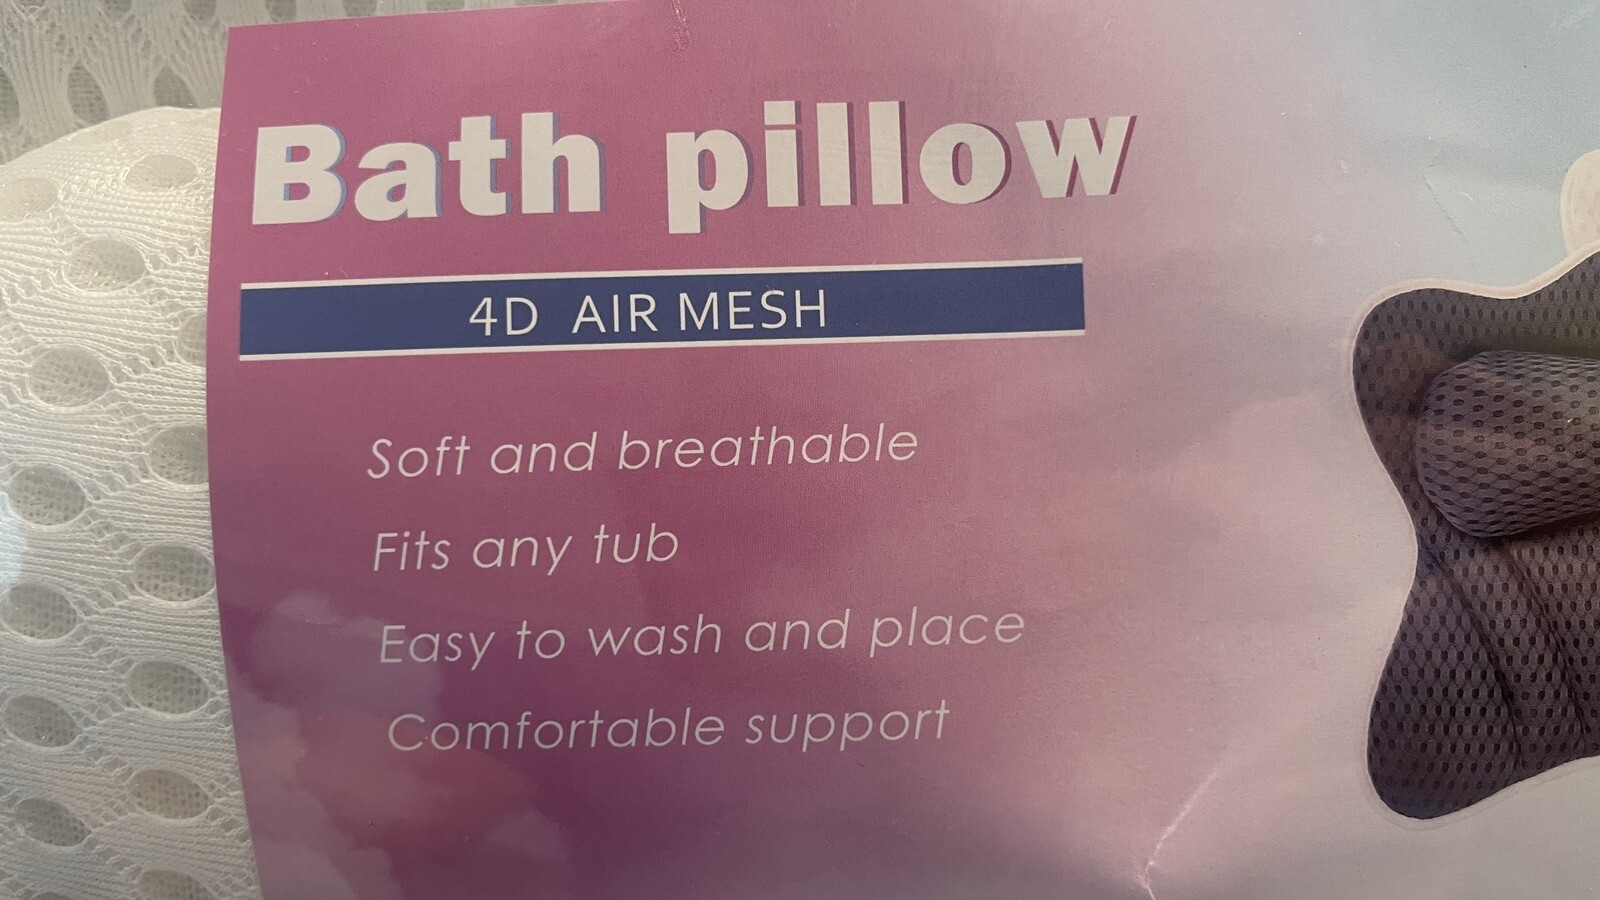 Bath pillow
4D AIR MESH
Soft and breathable
Fits any tub
Easy to wash and place
Comfortable support